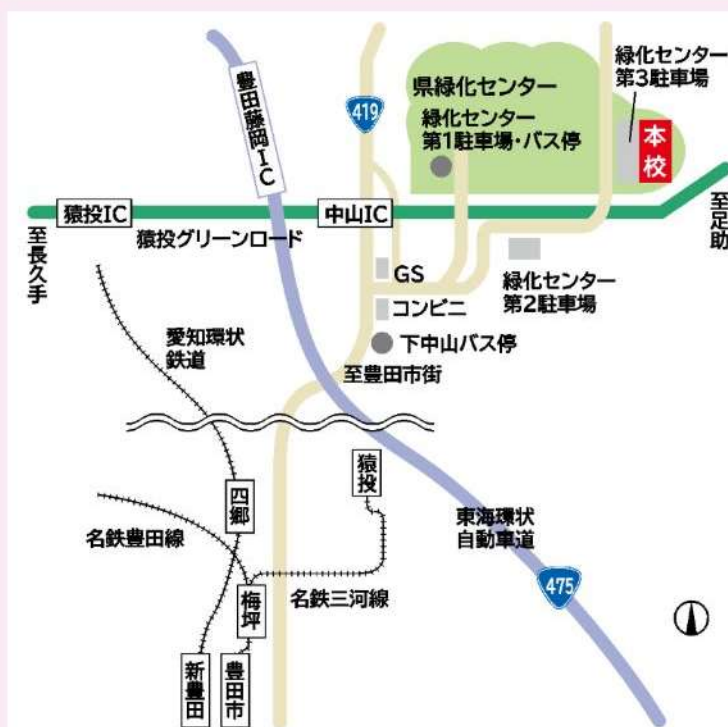 緑化センター
第3駐車場
県緑化センター
緑化センター
第1駐車場・バス停
本校
419
豊田藤岡IC
猿投IC
中山IC
至足助
至長久手
猿投グリーンロード
GS
緑化センター
第2駐車場
コンビニ
下中山バス停
愛知環状
鉄道
至豊田市街
猿投
四郷
東海環状
自動車道
名鉄豊田線
475
梅坪
名鉄三河線
新豊田
豊田市